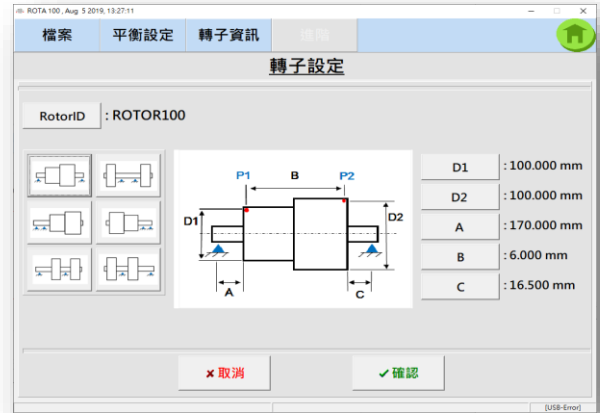 ROTA 100 , Aug 5 2019, 13:27:11
檔案 平衡設定 轉子資訊 進階
轉子設定
RotorID : ROTOR100
P1 B P2
D1 D2
A C
D1 : 100.000 mm
D2 : 100.000 mm
A : 170.000 mm
B : 6.000 mm
C : 16.500 mm
×取消 ✓確認
[USB-Error]